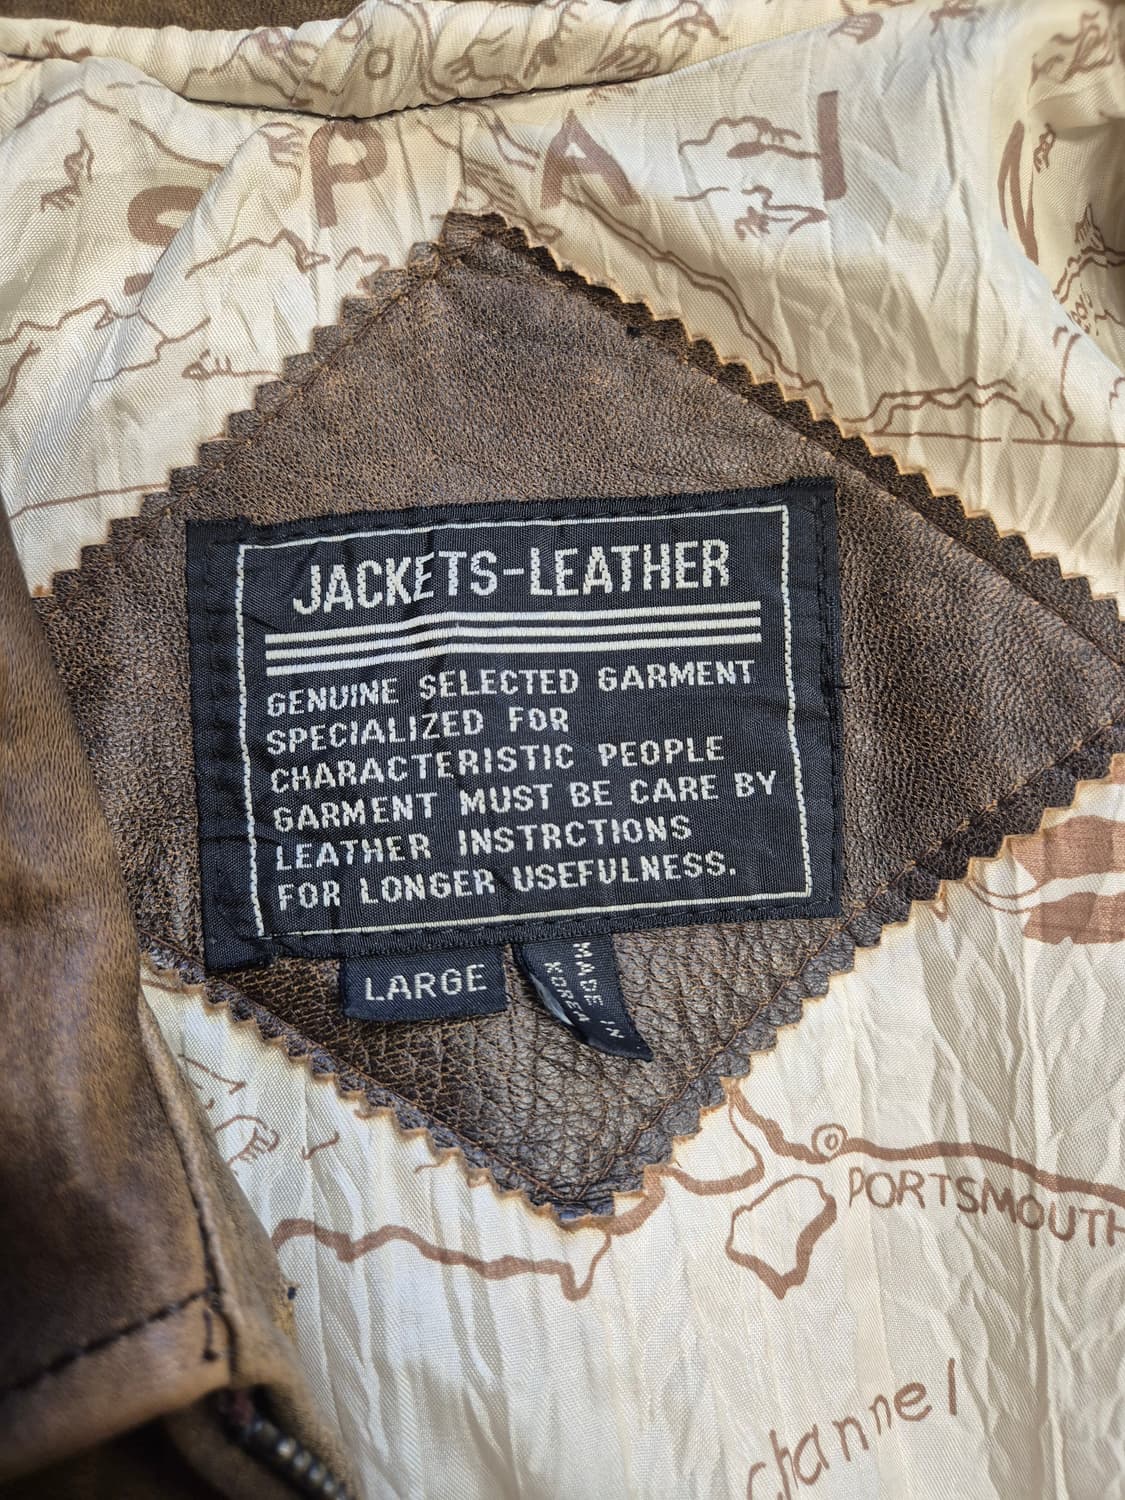 SPAIN
JACKETS-LEATHER
GENUINE SELECTED GARMENT
SPECIALIZED FOR
CHARACTERISTIC PEOPLE
GARMENT MUST BE CARE BY
LEATHER INSTRCTIONS
FOR LONGER USEFULNESS.
LARGE
MADE IN
KOREA
PORTSMOUTH
channel